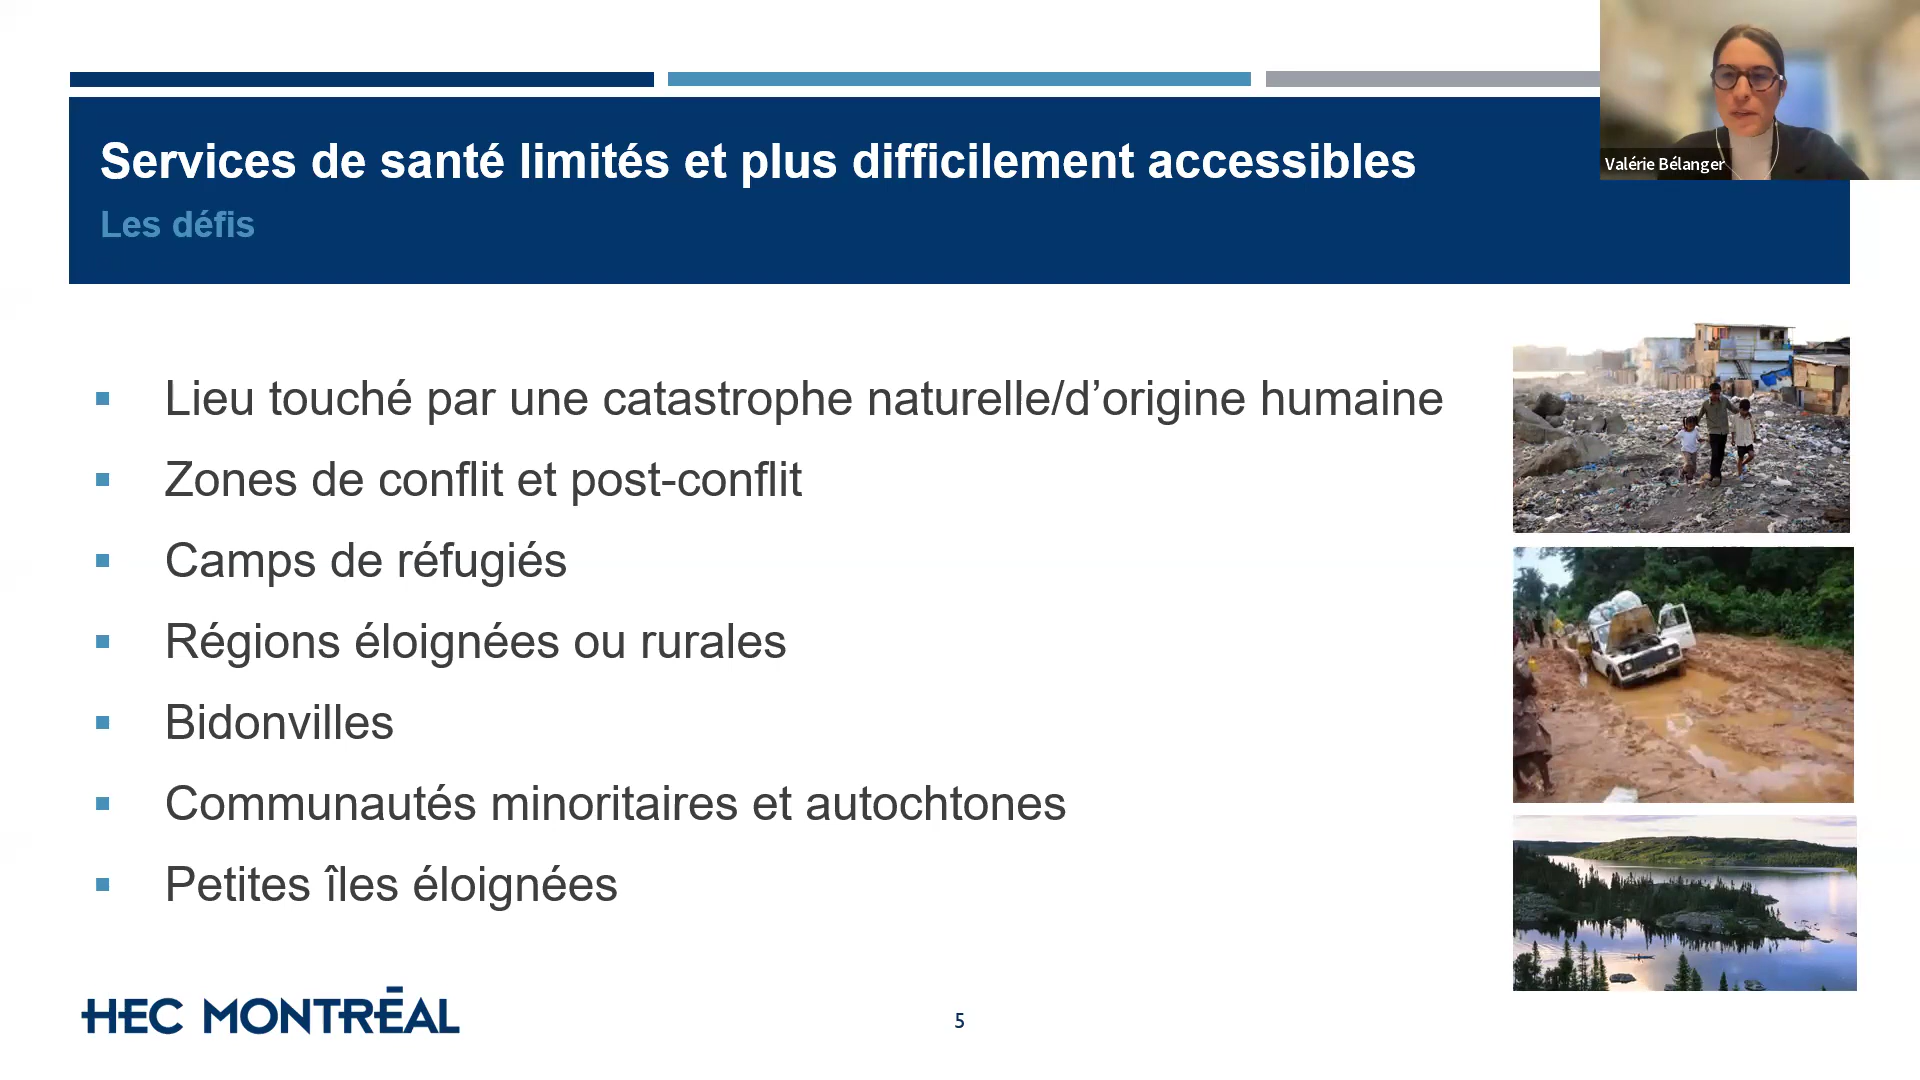 Services de santé limités et plus difficilement accessibles
Les défis
Valérie Bélanger
Lieu touché par une catastrophe naturelle/d’origine humaine
Zones de conflit et post-conflit
Camps de réfugiés
Régions éloignées ou rurales
Bidonvilles
Communautés minoritaires et autochtones
Petites îles éloignées
HEC MONTRÉAL
5